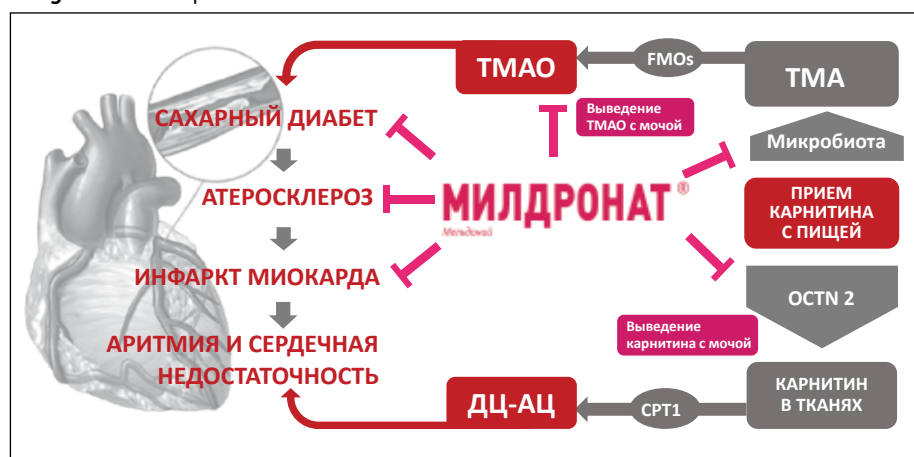 ТМАО
FMOs
ТМА
Выведение
ТМАО с мочой
Микробиота
САХАРНЫЙ ДИАБЕТ
АТЕРОСКЛЕРОЗ
МИЛДРОНАТ®
Мельдоний
ПРИЕМ
КАРНИТИНА
С ПИЩЕЙ
ИНФАРКТ МИОКАРДА
OCTN 2
Выведение
карнитина с мочой
АРИТМИЯ И СЕРДЕЧНАЯ
НЕДОСТАТОЧНОСТЬ
ДЦ-АЦ
CPT1
КАРНИТИН
В ТКАНЯХ